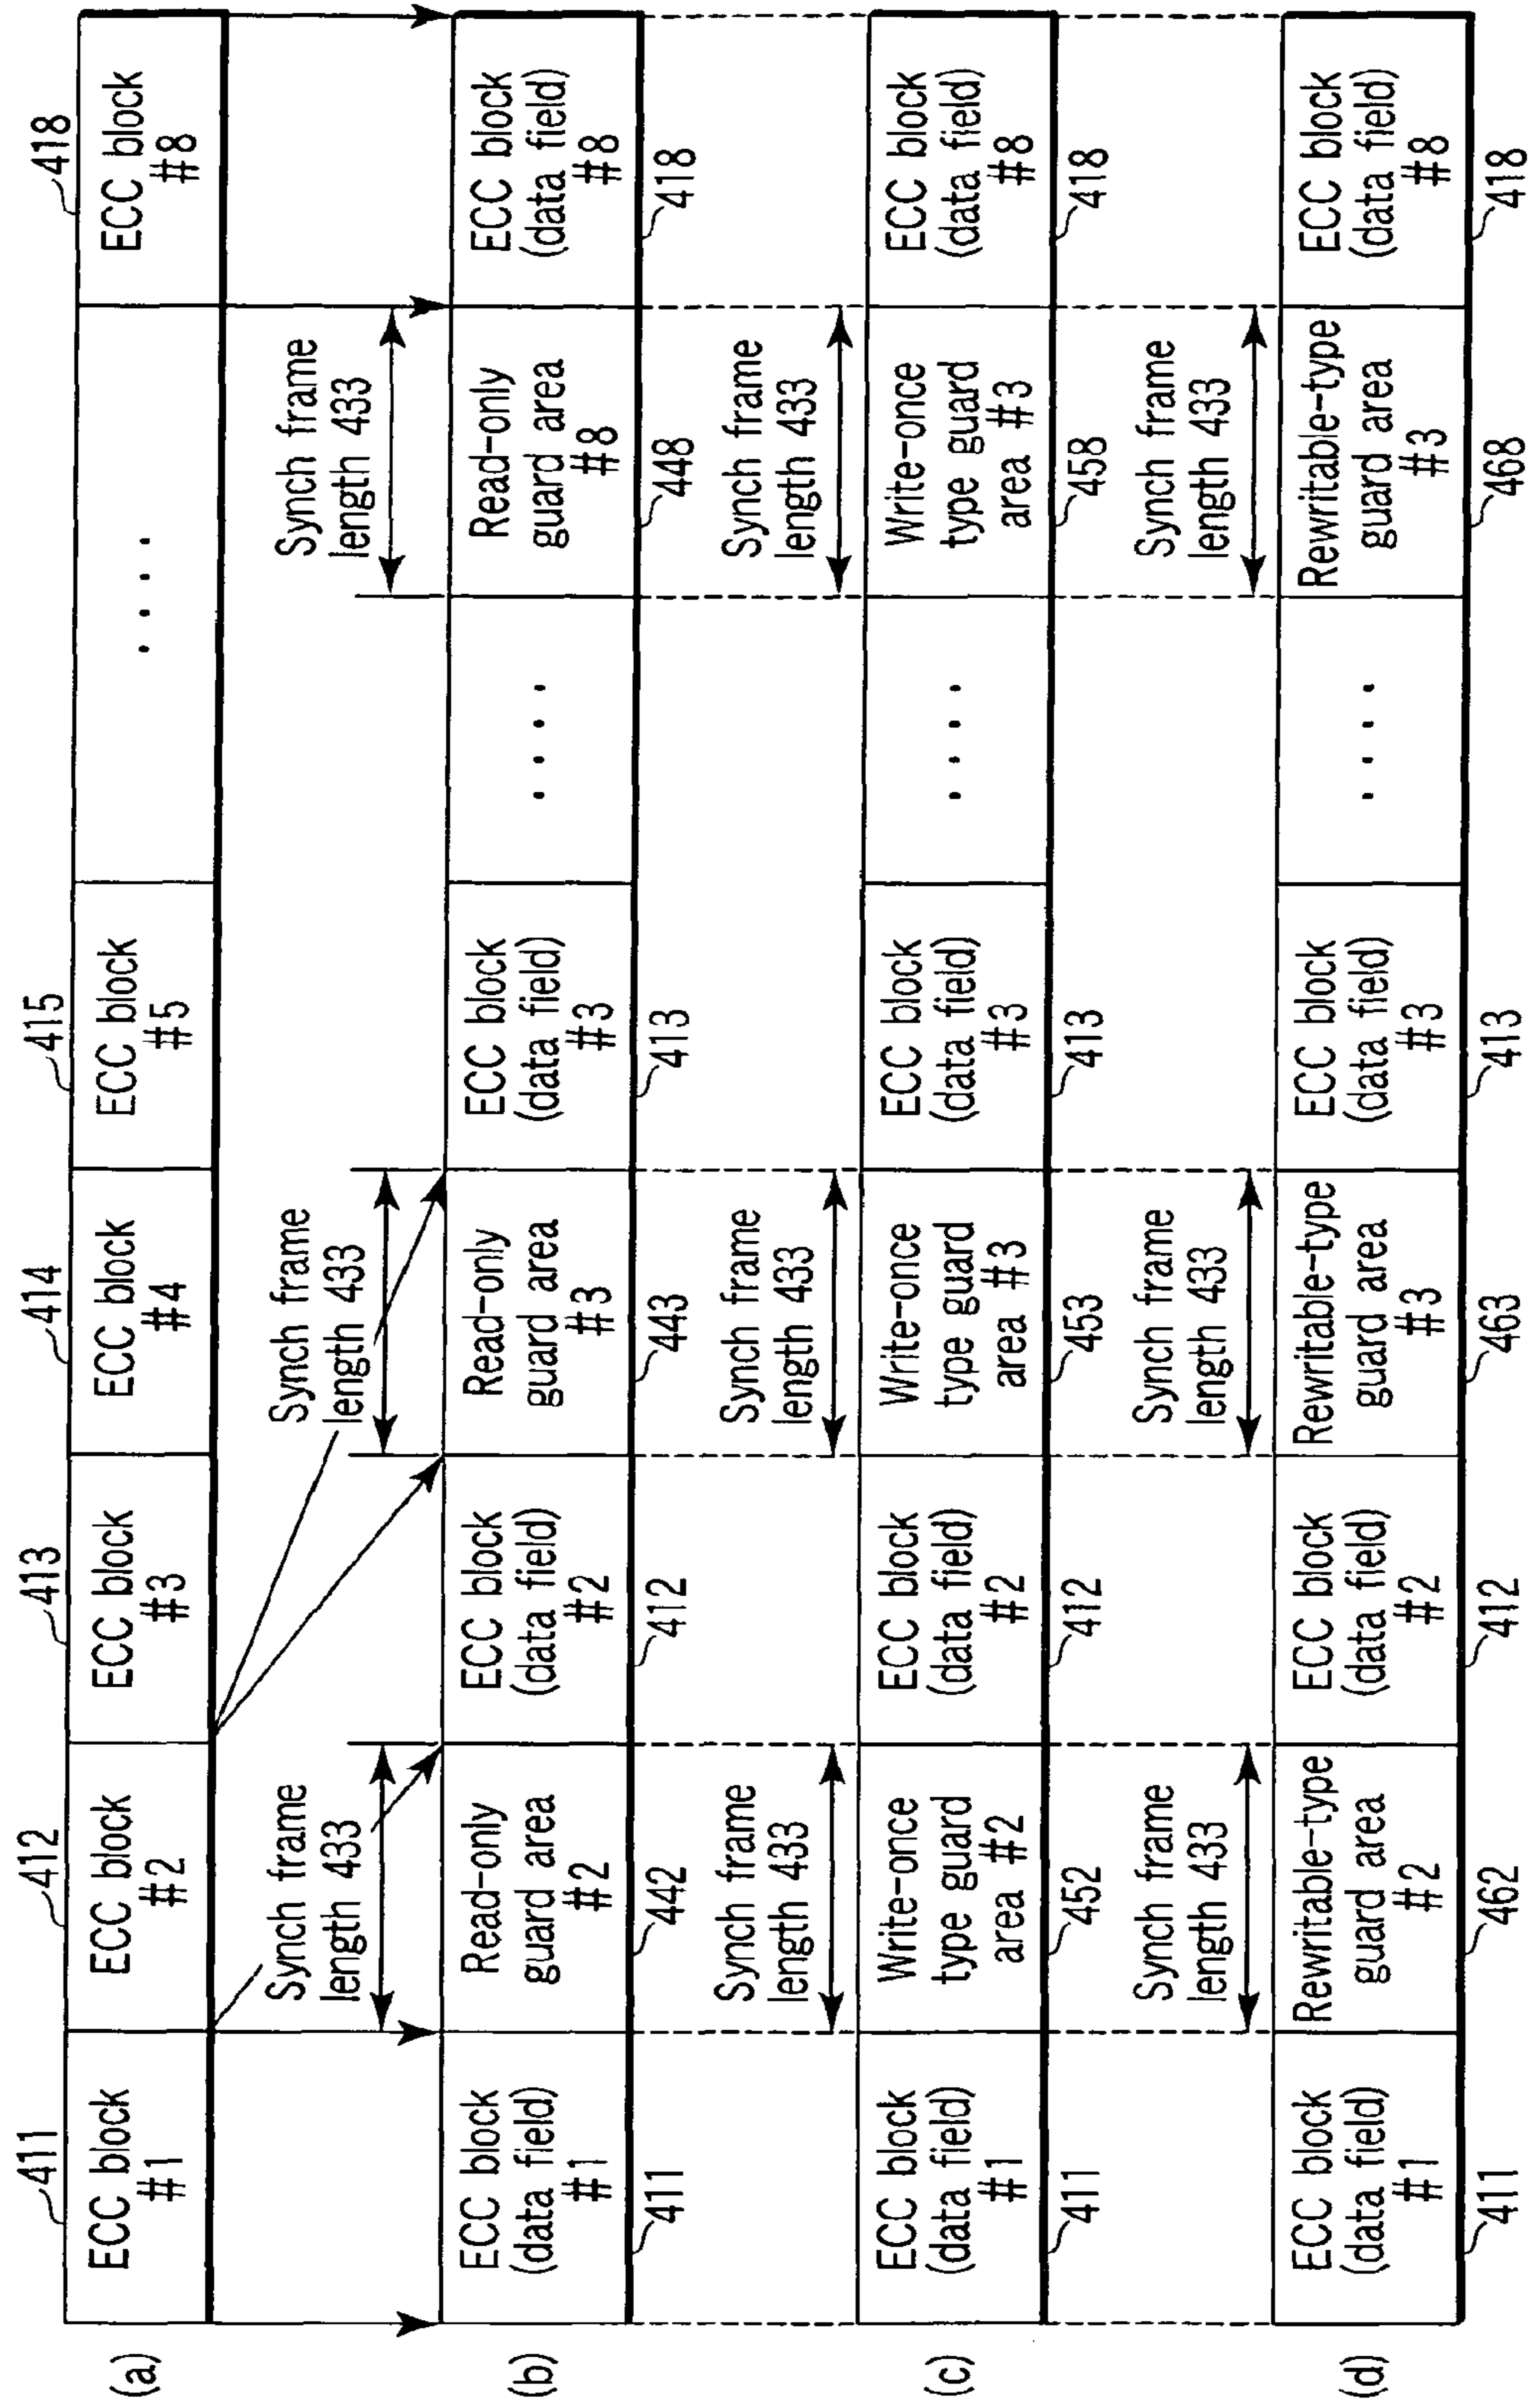 411
412
413
414
415
418
(a)
ECC block
#1
ECC block
#2
ECC block
#3
ECC block
#4
ECC block
#5
. . . .
ECC block
#8
Synch frame
length 433
Synch frame
length 433
Synch frame
length 433
(b)
ECC block
(data field)
#1
Read-only
guard area
#2
ECC block
(data field)
#2
Read-only
guard area
#3
ECC block
(data field)
#3
. . . .
Read-only
guard area
#8
ECC block
(data field)
#8
411
442
412
443
413
448
418
Synch frame
length 433
Synch frame
length 433
Synch frame
length 433
(c)
ECC block
(data field)
#1
Write-once
type guard
area #2
ECC block
(data field)
#2
Write-once
type guard
area #3
ECC block
(data field)
#3
. . . .
Write-once
type guard
area #3
ECC block
(data field)
#8
411
452
412
453
413
458
418
Synch frame
length 433
Synch frame
length 433
Synch frame
length 433
(d)
ECC block
(data field)
#1
Rewritable-type
guard area
#2
ECC block
(data field)
#2
Rewritable-type
guard area
#3
ECC block
(data field)
#3
. . . .
Rewritable-type
guard area
#3
ECC block
(data field)
#8
411
462
412
463
413
468
418